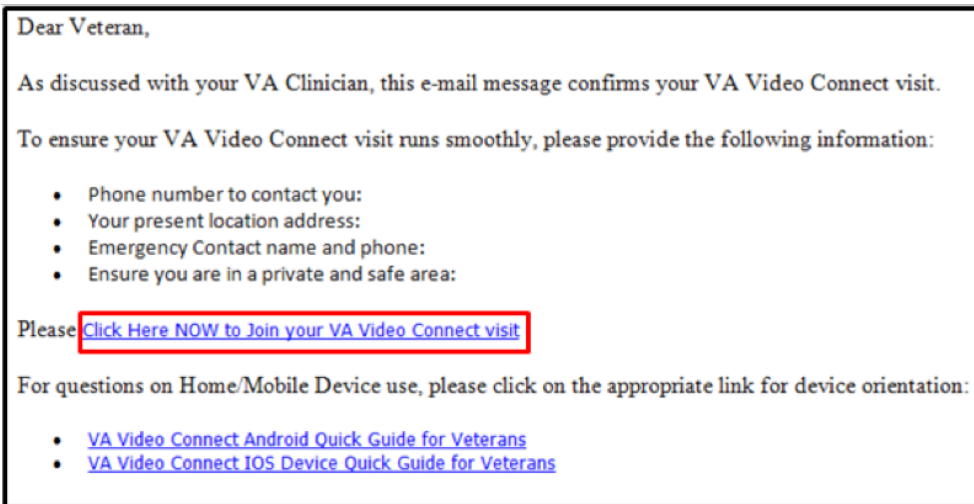 Dear Veteran,
As discussed with your VA Clinician, this e-mail message confirms your VA Video Connect visit.
To ensure your VA Video Connect visit runs smoothly, please provide the following information:
• Phone number to contact you:
• Your present location address:
• Emergency Contact name and phone:
• Ensure you are in a private and safe area:
Please Click Here NOW to Join your VA Video Connect visit
For questions on Home/Mobile Device use, please click on the appropriate link for device orientation:
• VA Video Connect Android Quick Guide for Veterans
• VA Video Connect IOS Device Quick Guide for Veterans